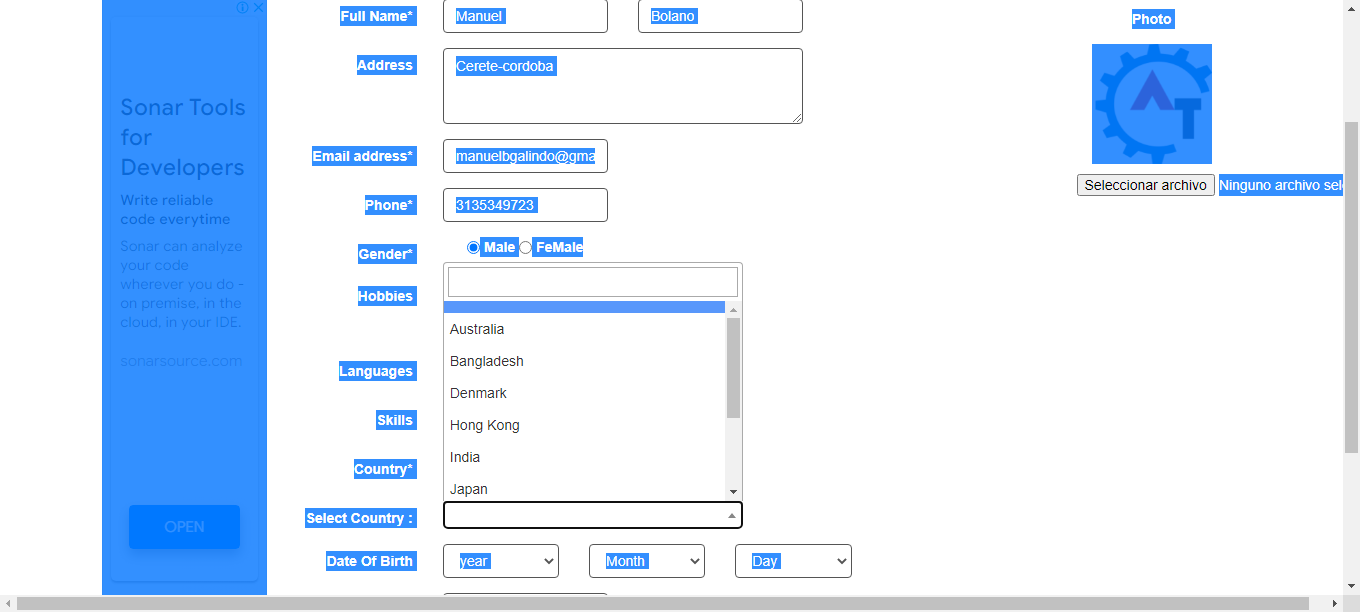 Full Name* Manuel Bolano
Photo
Address Cerete-cordoba
AT
Sonar Tools
for
Developers
Write reliable
code everytime
Sonar can analyze
your code
wherever you do -
on premise, in the
cloud, in your IDE.
sonarsource.com
OPEN
Email address* manuelbgalindo@gma
Seleccionar archivo Ninguno archivo sel
Phone* 3135349723
Gender* Male FeMale
Hobbies
Australia
Bangladesh
Languages
Denmark
Skills
Hong Kong
India
Country*
Japan
Select Country :
Date Of Birth year Month Day